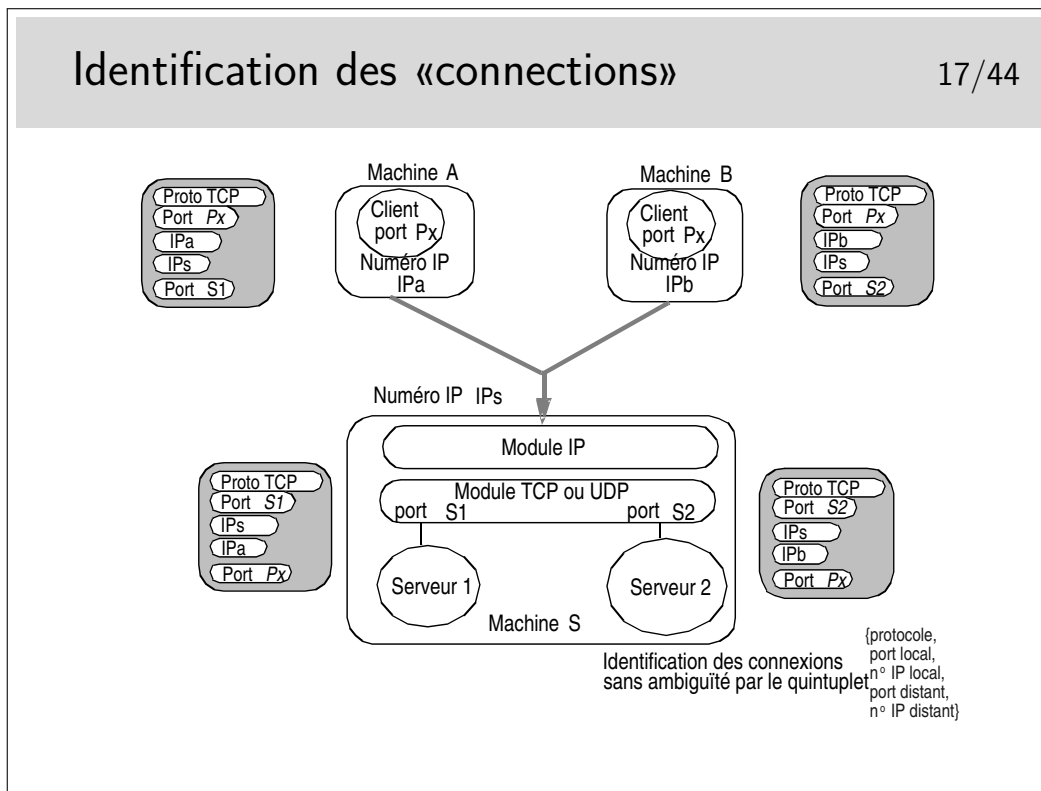 Identification des «connections»
17/44
Machine A
Machine B
Proto TCP
Port Px
IPa
IPs
Port S1
Client
port Px
Numéro IP
IPa
Client
port Px
Numéro IP
IPb
Proto TCP
Port Px
IPb
IPs
Port S2
Numéro IP IPs
Module IP
Module TCP ou UDP
port S1
port S2
Proto TCP
Port S1
IPs
IPa
Port Px
Serveur 1
Serveur 2
Machine S
Proto TCP
Port S2
IPs
IPb
Port Px
Identification des connexions
sans ambiguïté par le quintuplet
{protocole,
port local,
n° IP local,
port distant,
n° IP distant}